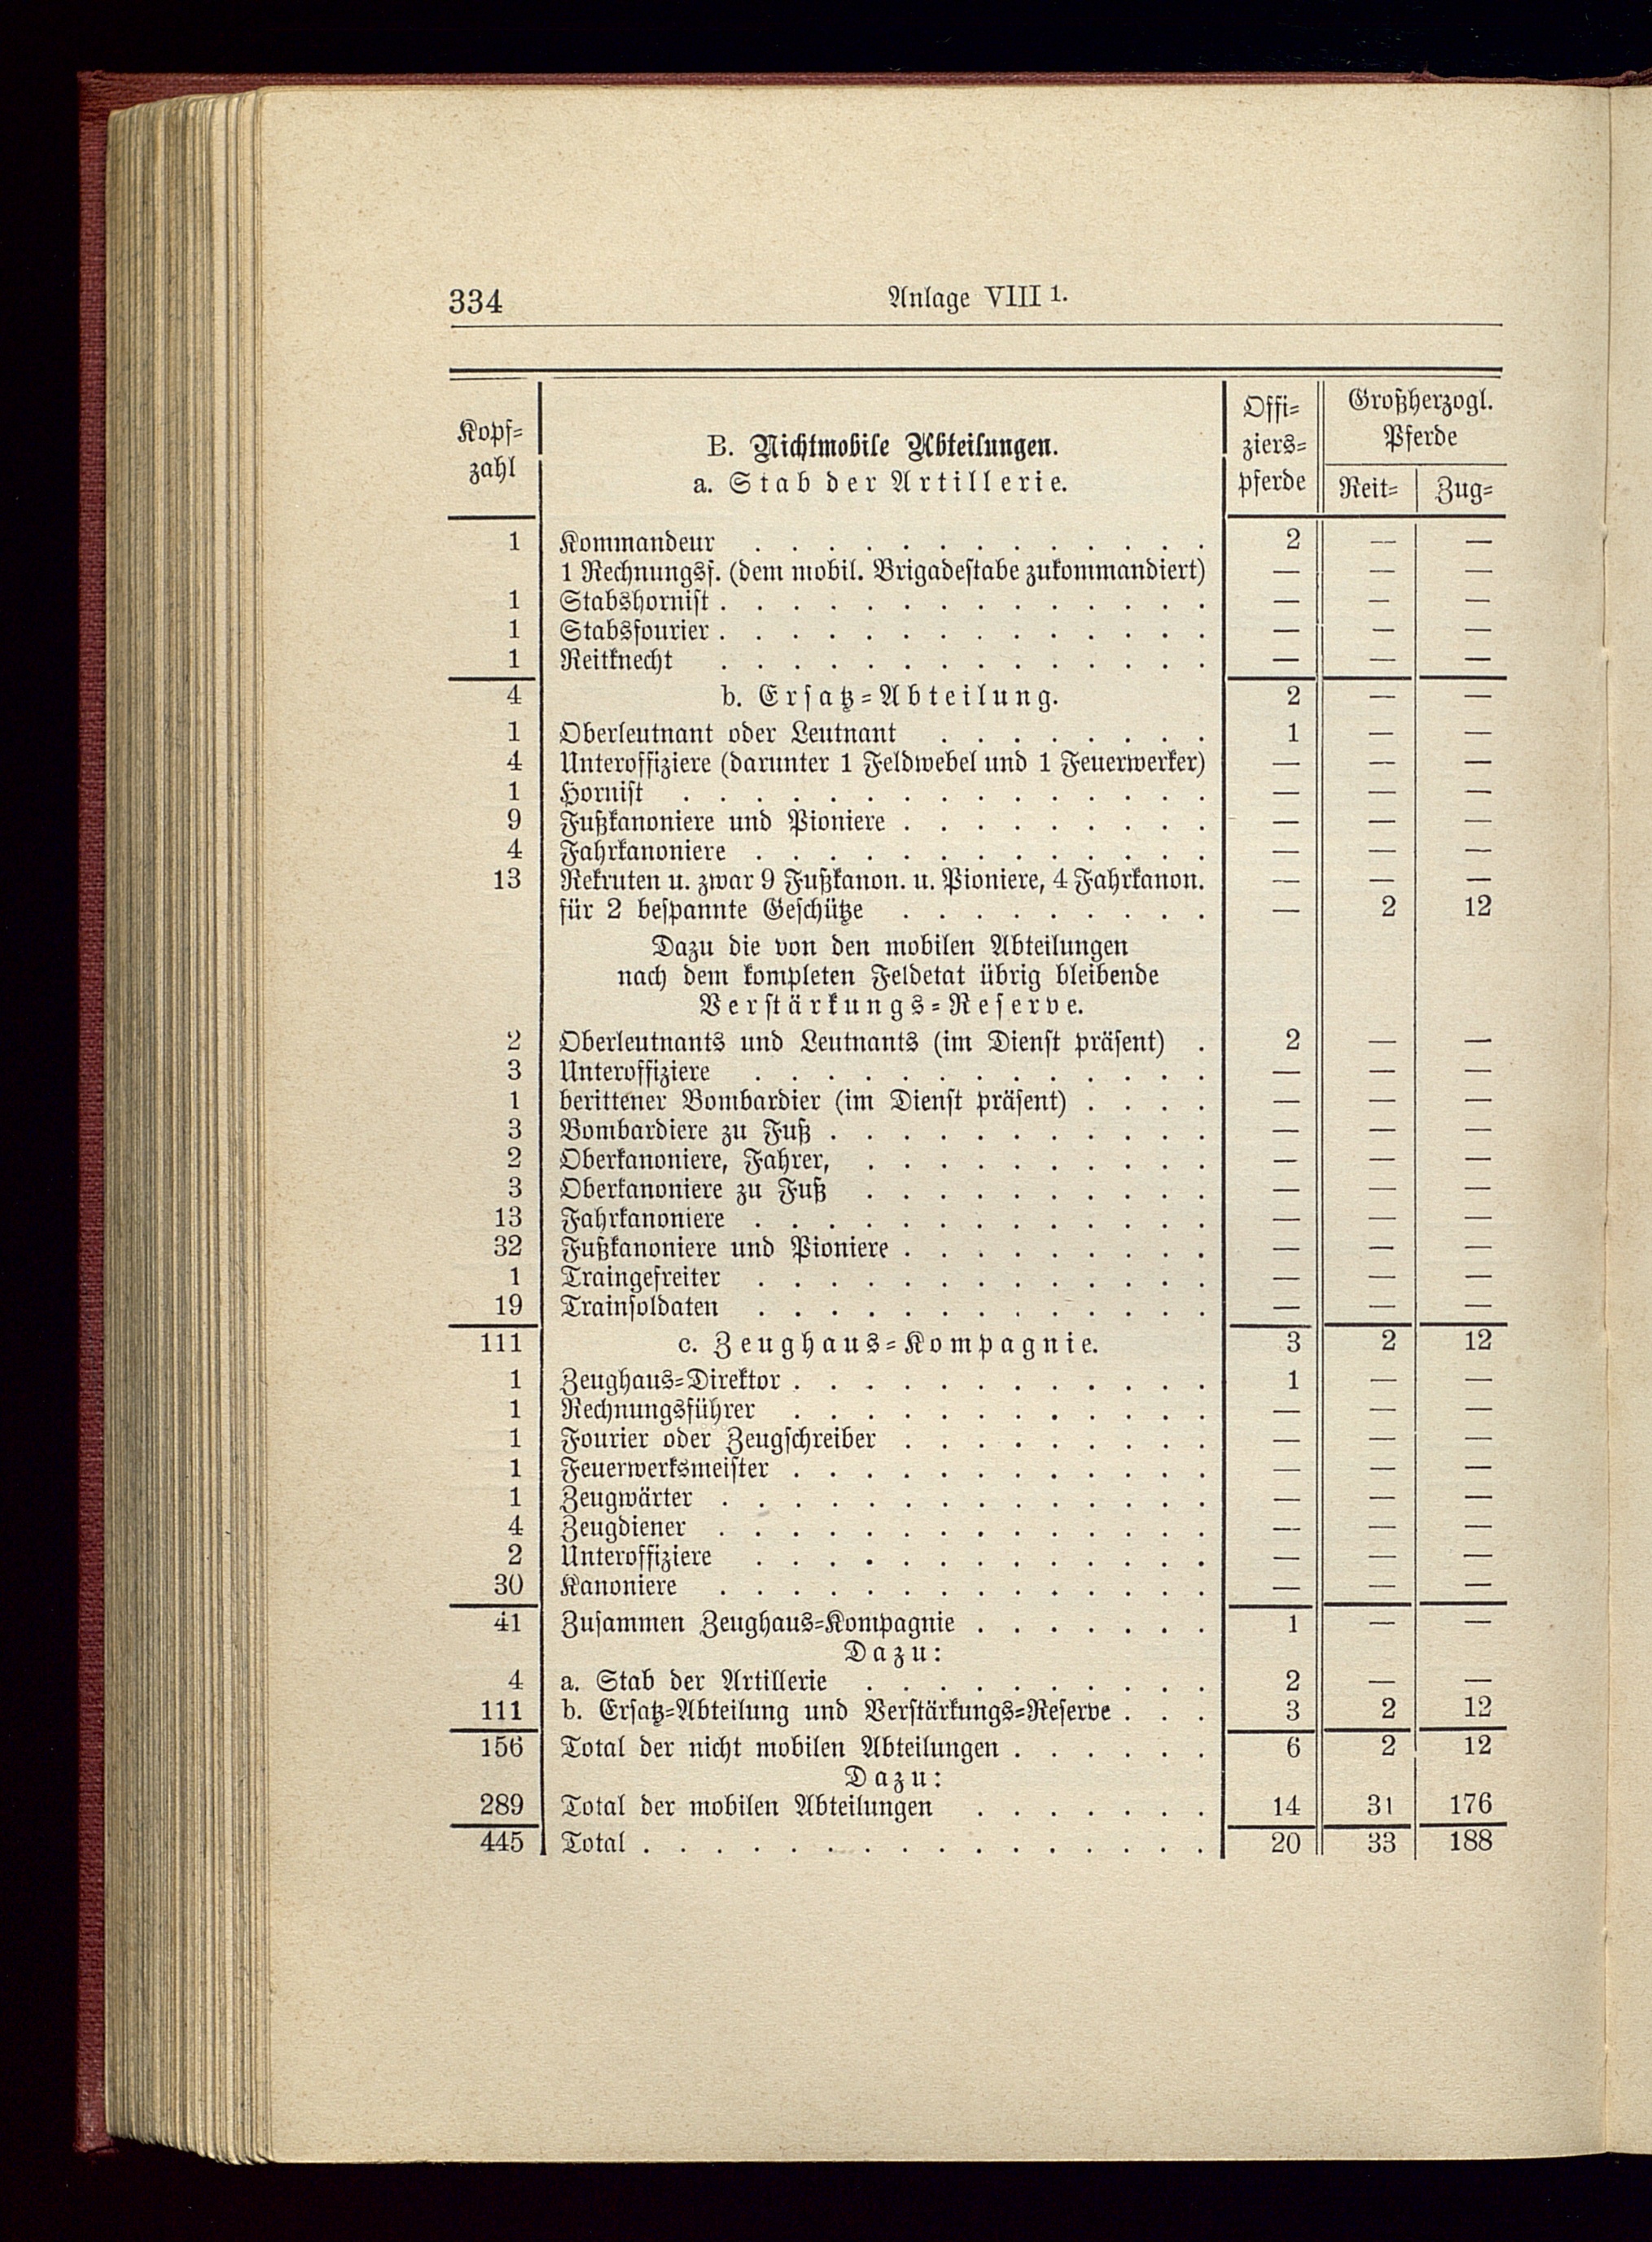 334 Anlage VIII 1.
Kopf=
zahl
B. Nichtmobile Abteilungen.
a. Stab der Artillerie.
Offi=
ziers=
pferde
Großherzogl.
Pferde
Reit= Zug=
1 Kommandeur . . . . . . . . . . . . . 2 — —
1 Rechnungsf. (dem mobil. Brigadestabe zukommandiert) — — —
1 Stabshornist . . . . . . . . . . . . . . — — —
1 Stabsfourier . . . . . . . . . . . . . . — — —
1 Reitknecht . . . . . . . . . . . . . . — — —
4 b. Ersatz=Abteilung. 2 — —
1 Oberleutnant oder Leutnant . . . . . . . . 1 — —
4 Unteroffiziere (darunter 1 Feldwebel und 1 Feuerwerker) — — —
1 Hornist . . . . . . . . . . . . . . . — — —
9 Fußkanoniere und Pioniere . . . . . . . . . — — —
4 Fahrkanoniere . . . . . . . . . . . . . — — —
13 Rekruten u. zwar 9 Fußkanon. u. Pioniere, 4 Fahrkanon. — — —
für 2 bespannte Geschütze . . . . . . . . . — 2 12
Dazu die von den mobilen Abteilungen
nach dem kompleten Feldetat übrig bleibende
Verstärkungs=Reserve.
2 Oberleutnants und Leutnants (im Dienst präsent) . 2 — —
3 Unteroffiziere . . . . . . . . . . . . . — — —
1 berittener Bombardier (im Dienst präsent) . . . . — — —
3 Bombardiere zu Fuß . . . . . . . . . . . — — —
2 Oberkanoniere, Fahrer, . . . . . . . . . . — — —
3 Oberkanoniere zu Fuß . . . . . . . . . . — — —
13 Fahrkanoniere . . . . . . . . . . . . . — — —
32 Fußkanoniere und Pioniere . . . . . . . . . — — —
1 Traingefreiter . . . . . . . . . . . . . — — —
19 Trainsoldaten . . . . . . . . . . . . . — — —
111 c. Zeughaus=Kompagnie. 3 2 12
1 Zeughaus=Direktor . . . . . . . . . . . . 1 — —
1 Rechnungsführer . . . . . . . . . . . . — — —
1 Fourier oder Zeugschreiber . . . . . . . . . — — —
1 Feuerwerksmeister . . . . . . . . . . . . — — —
1 Zeugwärter . . . . . . . . . . . . . . — — —
4 Zeugdiener . . . . . . . . . . . . . . — — —
2 Unteroffiziere . . . . . . . . . . . . . — — —
30 Kanoniere . . . . . . . . . . . . . . — — —
41 Zusammen Zeughaus=Kompagnie . . . . . . . 1 — —
Dazu:
4 a. Stab der Artillerie . . . . . . . . . . 2 — —
111 b. Ersatz=Abteilung und Verstärkungs=Reserve . . . 3 2 12
156 Total der nicht mobilen Abteilungen . . . . . . 6 2 12
Dazu:
289 Total der mobilen Abteilungen . . . . . . . 14 31 176
445 Total . . . . . . . . . . . . . . . . 20 33 188